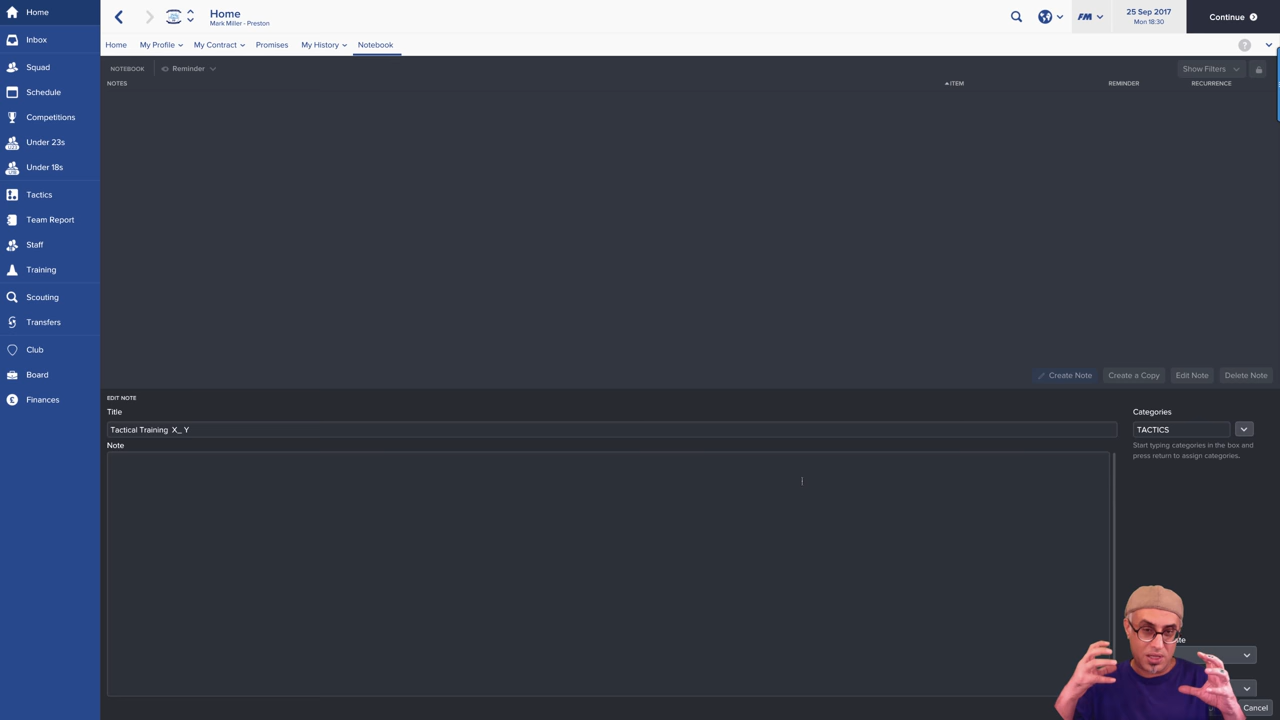 Home
Inbox
Squad
Schedule
Competitions
Under 23s
Under 18s
Tactics
Team Report
Staff
Training
Scouting
Transfers
Club
Board
Finances
Home
Mark Miller - Preston
FM
25 Sep 2017
Mon 18:30
Continue
Home
My Profile
My Contract
Promises
My History
Notebook
?
NOTEBOOK
Reminder
Show Filters
NOTES
ITEM
REMINDER
RECURRENCE
Create Note
Create a Copy
Edit Note
Delete Note
EDIT NOTE
Title
Tactical Training X_ Y
Note
Categories
TACTICS
Start typing categories in the box and
press return to assign categories.
Cancel